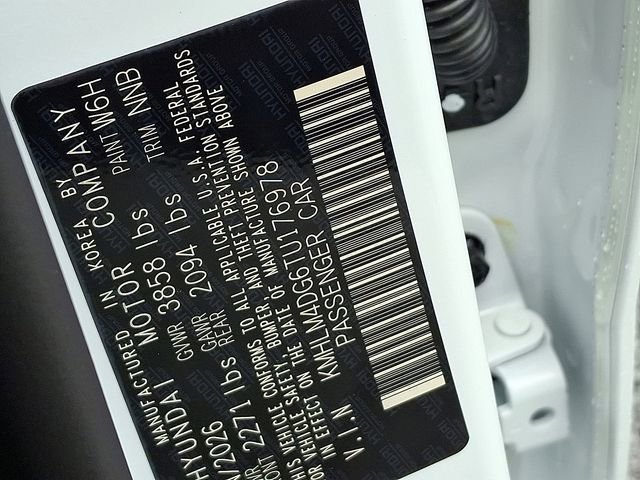 MANUFACTURED IN KOREA BY
HYUNDAI MOTOR COMPANY
2026 GVWR 3858 lbs PAINT W6H
GAWR
2271 lbs REAR 2094 lbs TRIM NNB
THIS VEHICLE CONFORMS TO ALL APPLICABLE U.S.A. FEDERAL
VEHICLE SAFETY, BUMPER, AND THEFT PREVENTION STANDARDS
IN EFFECT ON THE DATE OF MANUFACTURE SHOWN ABOVE
V.I.N KMHLM4DG6TU176978
PASSENGER CAR